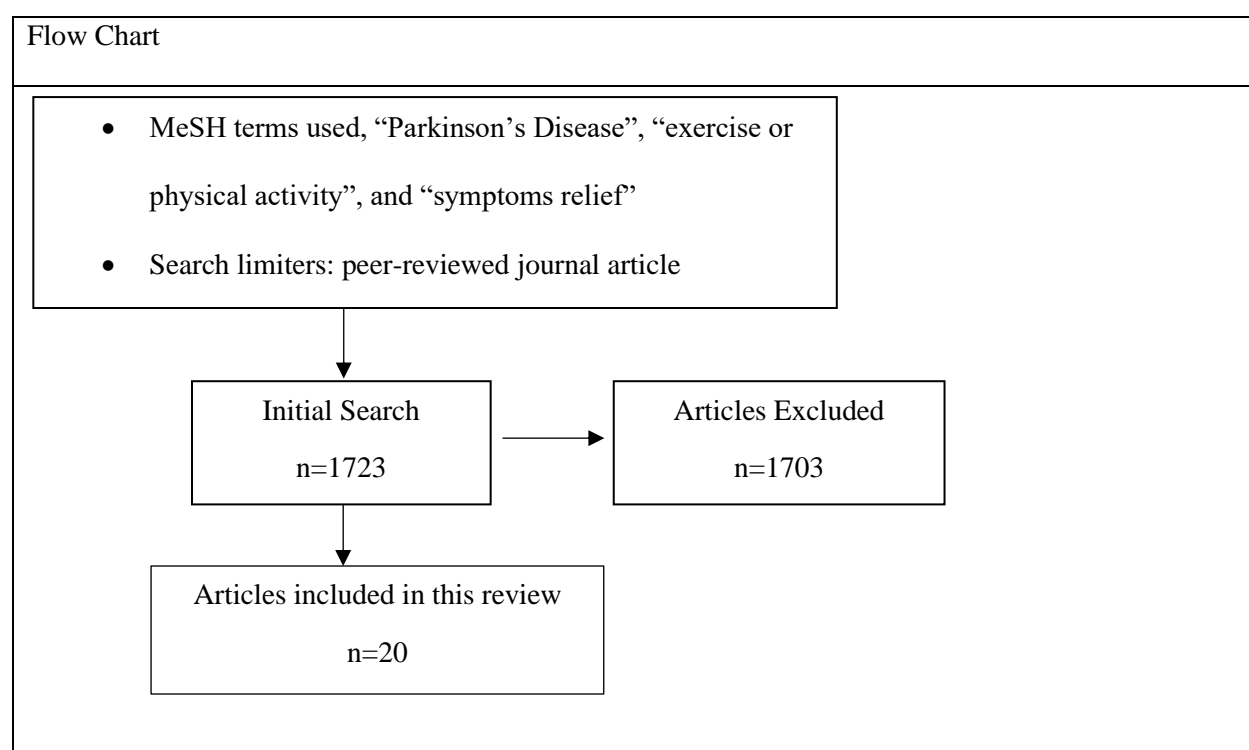 Flow Chart
• MeSH terms used, “Parkinson’s Disease”, “exercise or
physical activity”, and “symptoms relief”
• Search limiters: peer-reviewed journal article
Initial Search
n=1723
Articles Excluded
n=1703
Articles included in this review
n=20